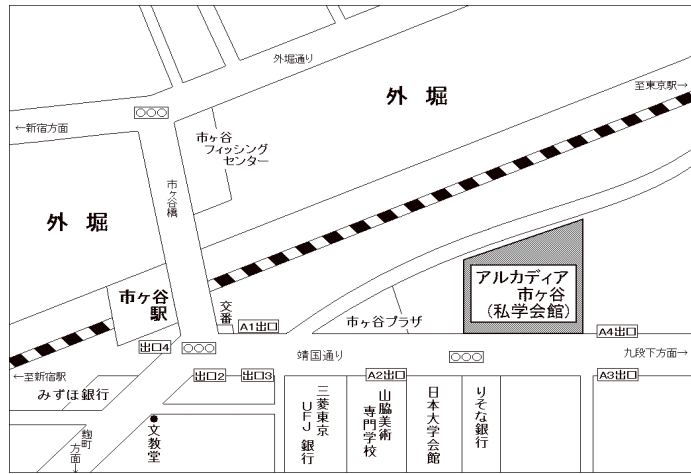 外堀通り
外 堀
至東京駅→
←新宿方面
市ヶ谷
フィッシング
センター
市ヶ谷橋
外 堀
アルカディア
市ヶ谷
(私学会館)
市ヶ谷
駅
交番
A1出口
市ヶ谷プラザ
A4出口
出口4
靖国通り
九段下方面→
←至新宿駅
みずほ銀行
出口2
出口3
A2出口
A3出口
麹町
方面→
文教堂
三菱東京
UFJ 銀行
山脇美術
専門学校
日本大学会館
りそな銀行